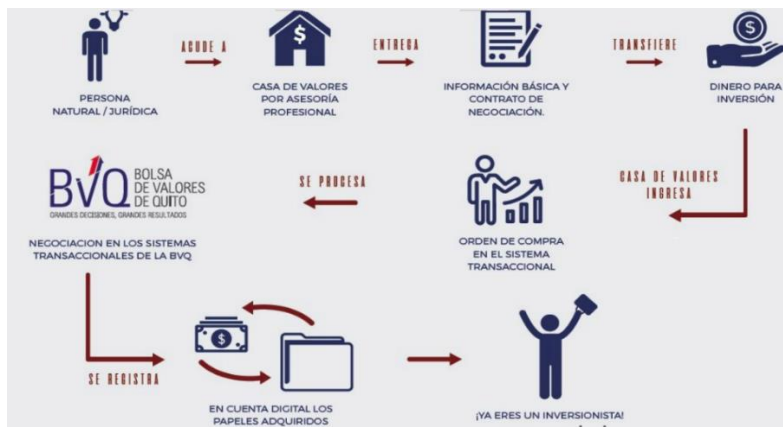 ACUDE A
ENTREGA
TRANSFIERE
PERSONA
NATURAL / JURÍDICA
CASA DE VALORES
POR ASESORÍA
PROFESIONAL
INFORMACIÓN BÁSICA Y
CONTRATO DE
NEGOCIACIÓN.
DINERO PARA
INVERSIÓN
CASA DE VALORES
INGRESA
ORDEN DE COMPRA
EN EL SISTEMA
TRANSACCIONAL
SE PROCESA
BVQ
BOLSA
DE VALORES
DE QUITO
GRANDES DECISIONES, GRANDES RESULTADOS
NEGOCIACION EN LOS SISTEMAS
TRANSACCIONALES DE LA BVQ
SE REGISTRA
EN CUENTA DIGITAL LOS
PAPELES ADQUIRIDOS
¡YA ERES UN INVERSIONISTA!